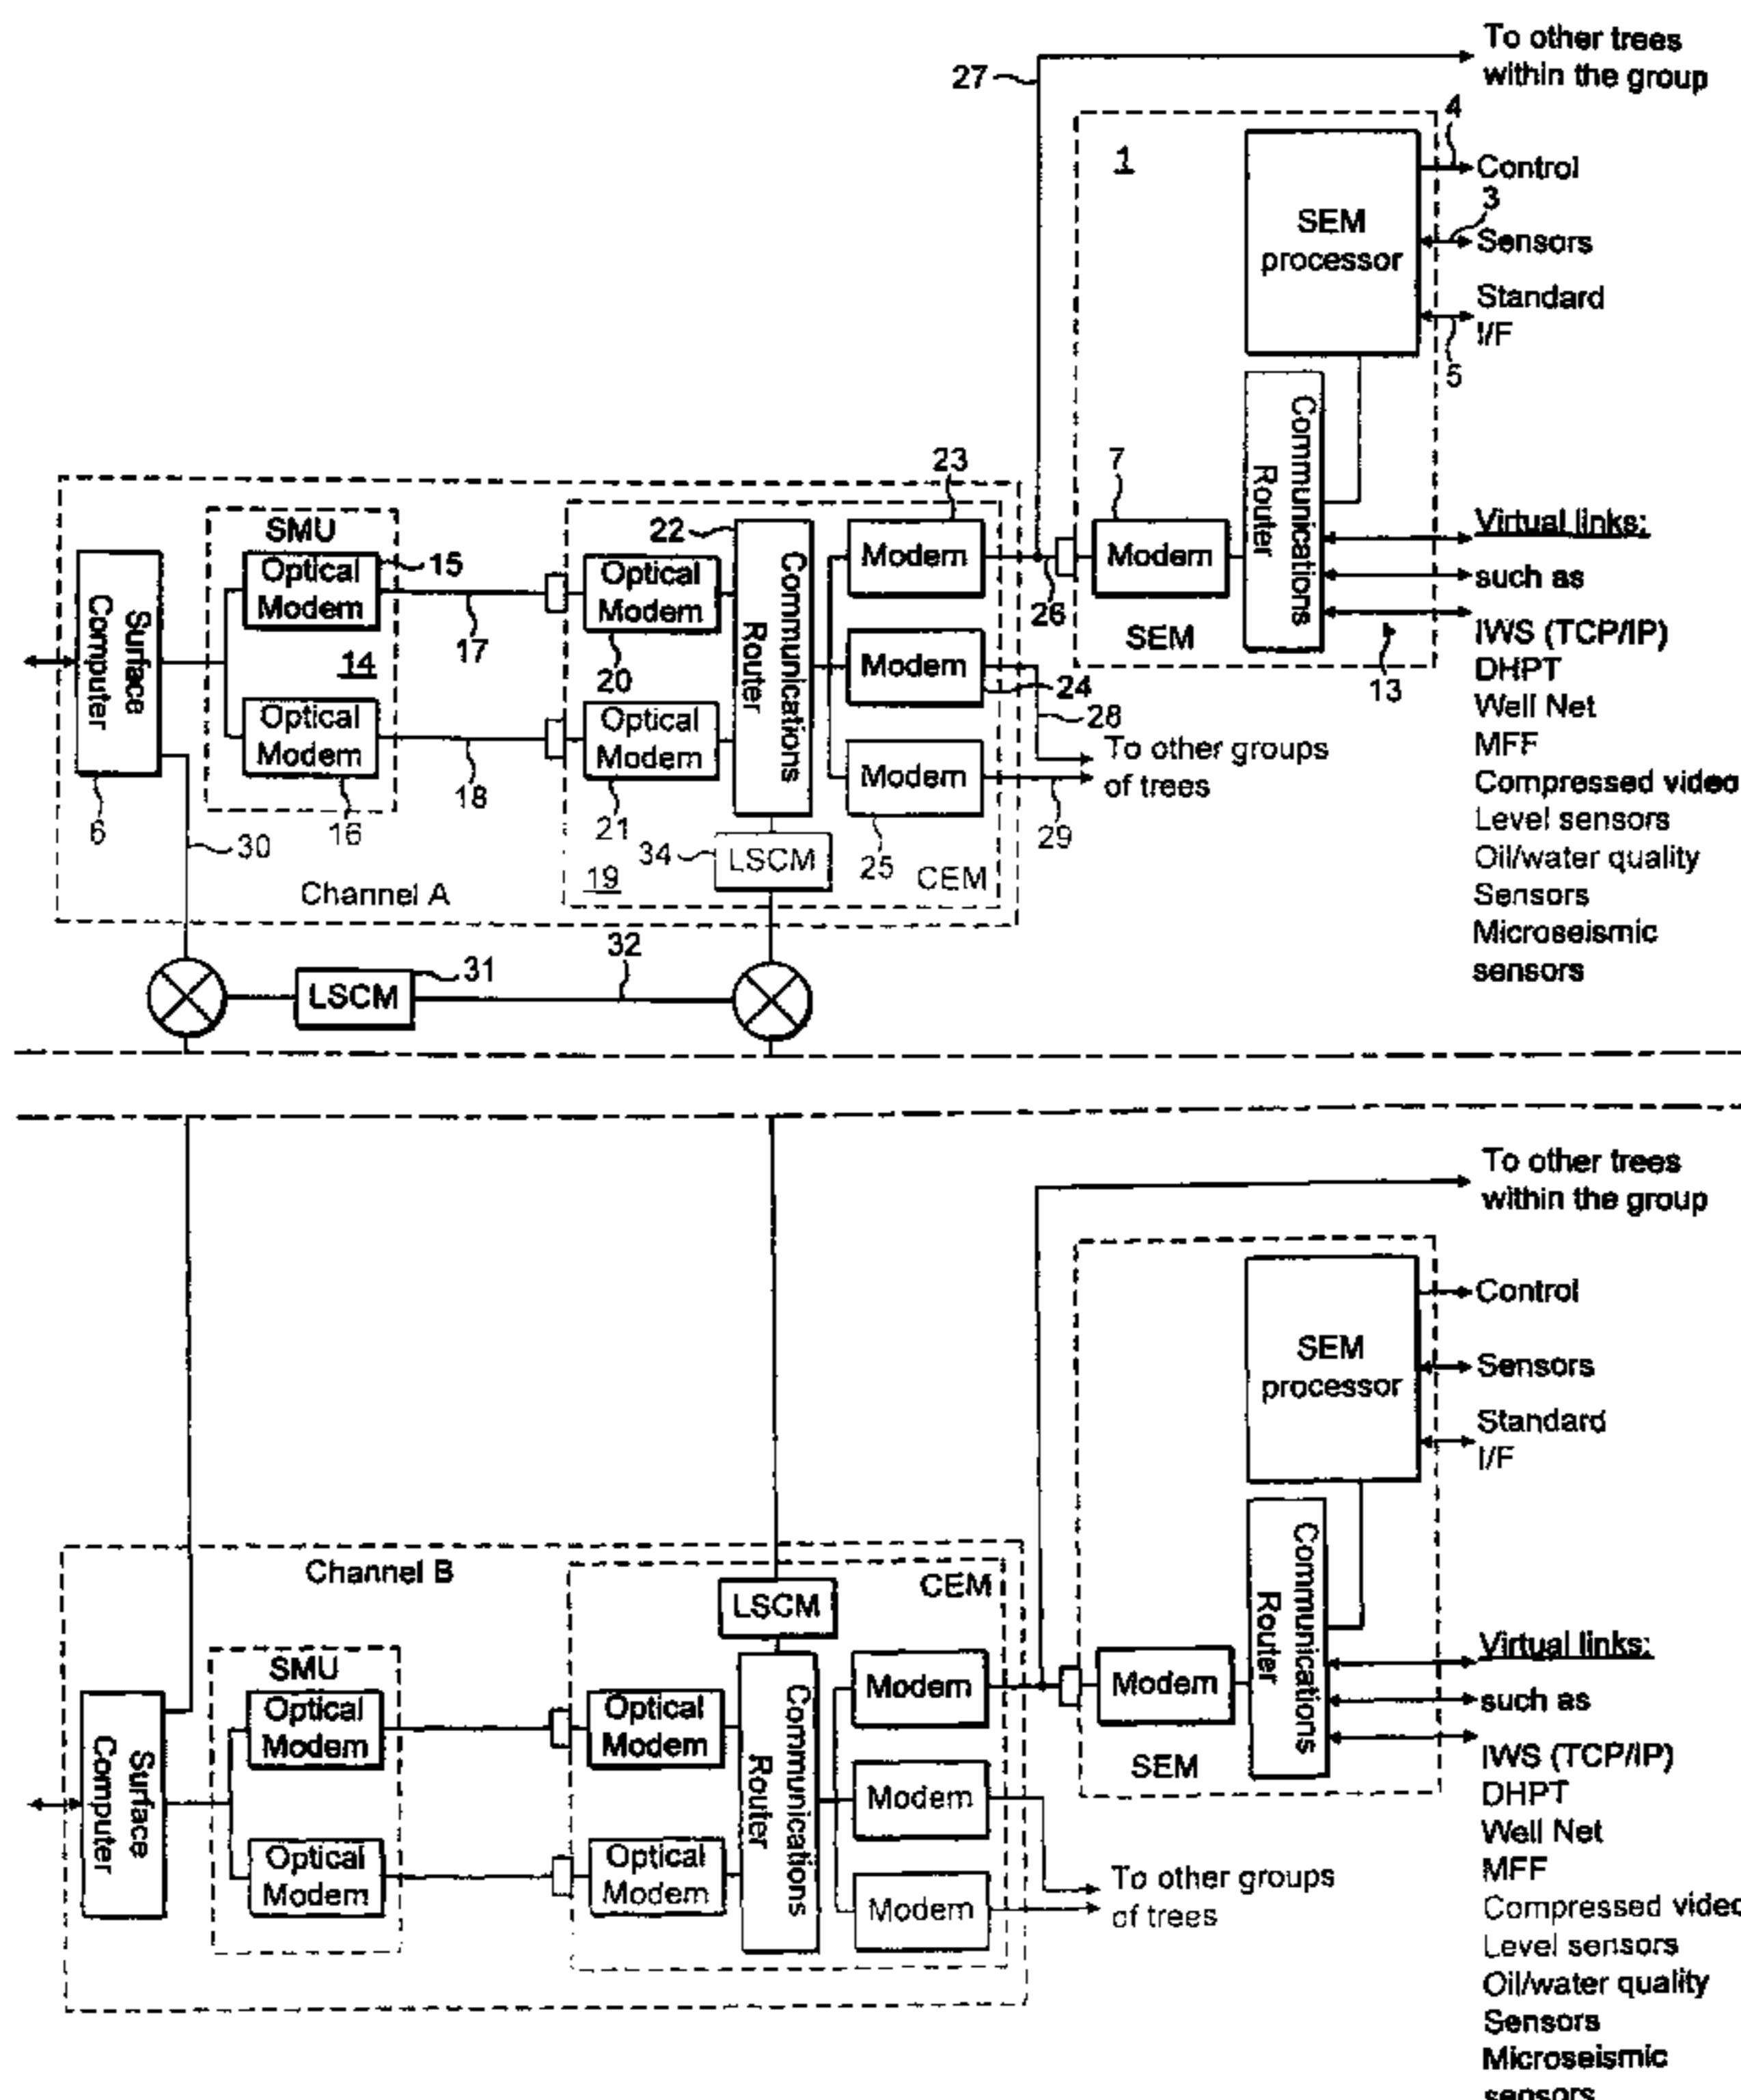 To other trees
within the group
27
1
4
Control
3
Sensors
Standard
I/F
5
SEM
processor
Communications
Router
7
Modem
SEM
26
Virtual links:
such as
IWS (TCP/IP)
DHPT
Well Net
MFF
Compressed video
Level sensors
Oil/water quality
Sensors
Microseismic
sensors
13
23
22
Modem
Modem
24
Modem
25
28
To other groups
of trees
29
Communications
Router
Optical
Modem
20
Optical
Modem
21
19
34
LSCM
CEM
SMU
Optical
Modem
15
14
Optical
Modem
16
17
18
Surface
Computer
6
30
Channel A
31
LSCM
32
To other trees
within the group
Control
Sensors
Standard
I/F
SEM
processor
Communications
Router
Modem
SEM
Virtual links:
such as
IWS (TCP/IP)
DHPT
Well Net
MFF
Compressed video
Level sensors
Oil/water quality
Sensors
Microseismic
sensors
Channel B
CEM
LSCM
SMU
Optical
Modem
Optical
Modem
Surface
Computer
Optical
Modem
Optical
Modem
Communications
Router
Modem
Modem
Modem
To other groups
of trees